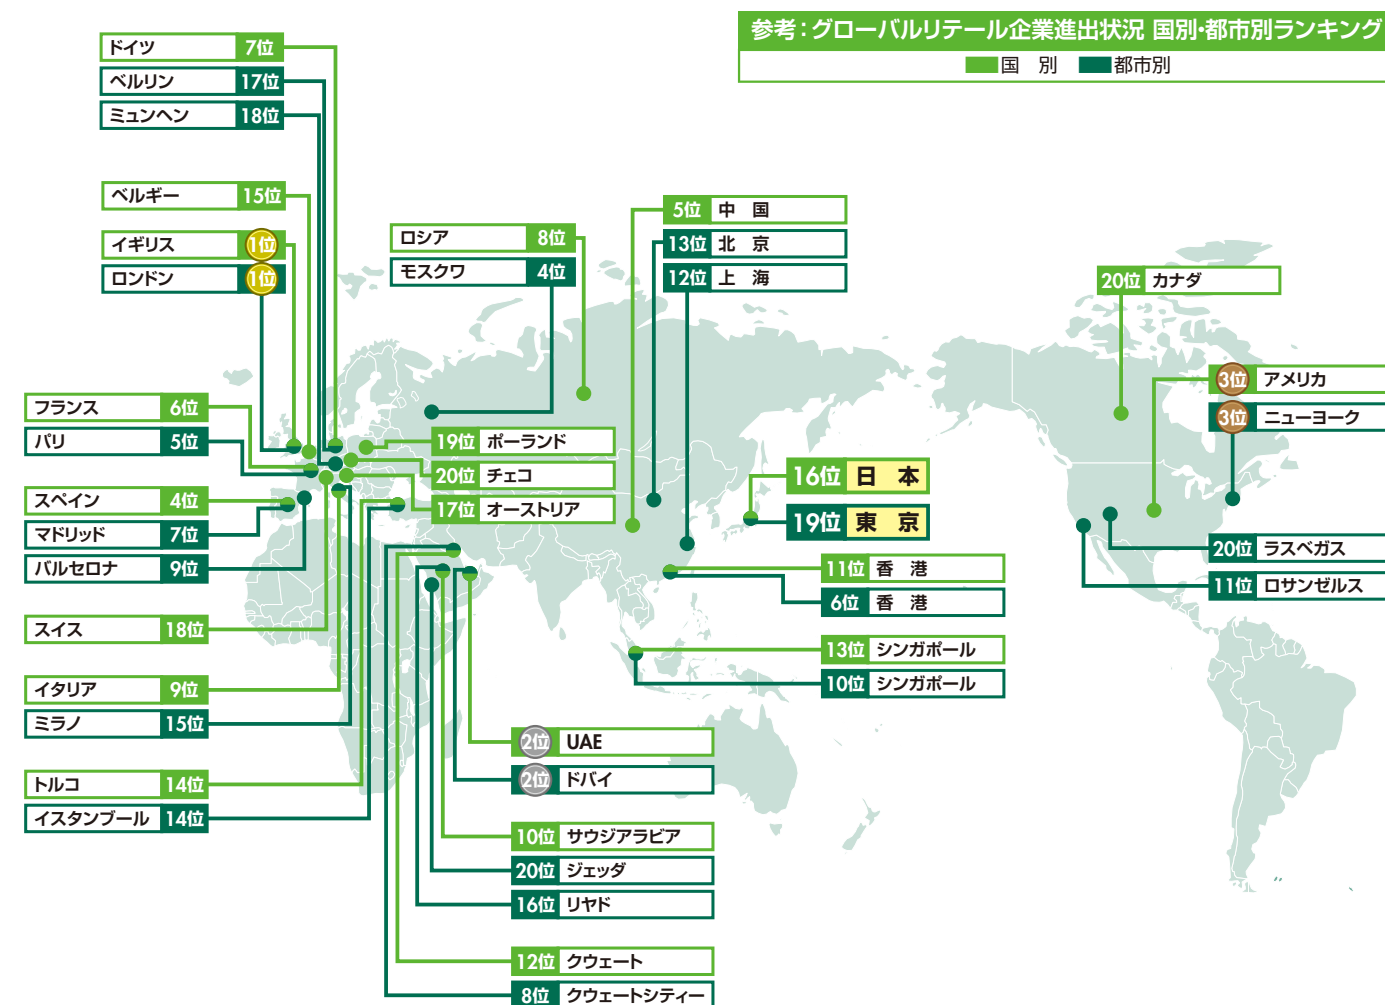 参考：グローバルリテール企業進出状況 国別・都市別ランキング
国　別　都市別
ドイツ 7位
ベルリン 17位
ミュンヘン 18位
ベルギー 15位
イギリス 1位
ロンドン 1位
ロシア 8位
モスクワ 4位
5位 中　国
13位 北　京
12位 上　海
20位 カナダ
3位 アメリカ
3位 ニューヨーク
フランス 6位
パリ 5位
19位 ポーランド
20位 チェコ
17位 オーストリア
16位 日　本
19位 東　京
スペイン 4位
マドリッド 7位
バルセロナ 9位
20位 ラスベガス
11位 ロサンゼルス
11位 香　港
6位 香　港
スイス 18位
13位 シンガポール
10位 シンガポール
イタリア 9位
ミラノ 15位
2位 UAE
2位 ドバイ
トルコ 14位
イスタンブール 14位
10位 サウジアラビア
20位 ジェッダ
16位 リヤド
12位 クウェート
8位 クウェートシティー